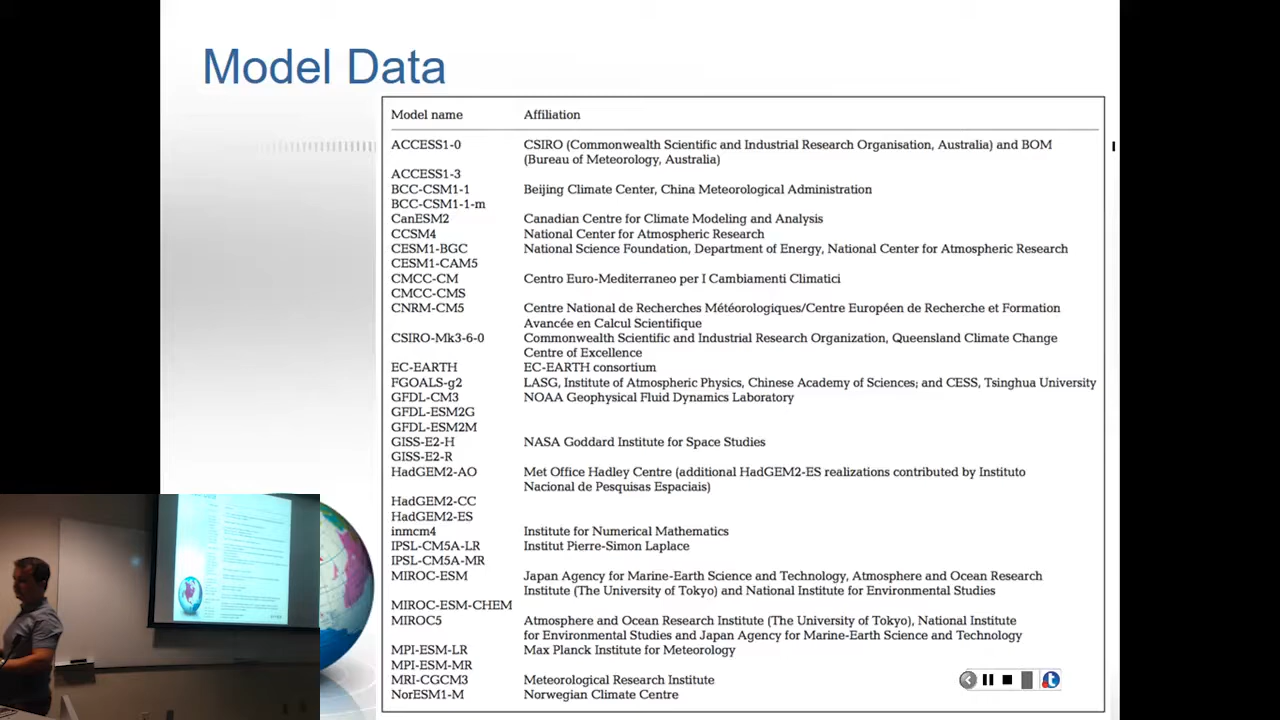 Model Data
Model name Affiliation
ACCESS1-0 CSIRO (Commonwealth Scientific and Industrial Research Organisation, Australia) and BOM
(Bureau of Meteorology, Australia)
ACCESS1-3
BCC-CSM1-1 Beijing Climate Center, China Meteorological Administration
BCC-CSM1-1-m
CanESM2 Canadian Centre for Climate Modeling and Analysis
CCSM4 National Center for Atmospheric Research
CESM1-BGC National Science Foundation, Department of Energy, National Center for Atmospheric Research
CESM1-CAM5
CMCC-CM Centro Euro-Mediterraneo per I Cambiamenti Climatici
CMCC-CMS
CNRM-CM5 Centre National de Recherches Météorologiques/Centre Européen de Recherche et Formation
Avancée en Calcul Scientifique
CSIRO-Mk3-6-0 Commonwealth Scientific and Industrial Research Organization, Queensland Climate Change
Centre of Excellence
EC-EARTH EC-EARTH consortium
FGOALS-g2 LASG, Institute of Atmospheric Physics, Chinese Academy of Sciences; and CESS, Tsinghua University
GFDL-CM3 NOAA Geophysical Fluid Dynamics Laboratory
GFDL-ESM2G
GFDL-ESM2M
GISS-E2-H NASA Goddard Institute for Space Studies
GISS-E2-R
HadGEM2-AO Met Office Hadley Centre (additional HadGEM2-ES realizations contributed by Instituto
Nacional de Pesquisas Espaciais)
HadGEM2-CC
HadGEM2-ES
inmcm4 Institute for Numerical Mathematics
IPSL-CM5A-LR Institut Pierre-Simon Laplace
IPSL-CM5A-MR
MIROC-ESM Japan Agency for Marine-Earth Science and Technology, Atmosphere and Ocean Research
Institute (The University of Tokyo) and National Institute for Environmental Studies
MIROC-ESM-CHEM
MIROC5 Atmosphere and Ocean Research Institute (The University of Tokyo), National Institute
for Environmental Studies and Japan Agency for Marine-Earth Science and Technology
MPI-ESM-LR Max Planck Institute for Meteorology
MPI-ESM-MR
MRI-CGCM3 Meteorological Research Institute
NorESM1-M Norwegian Climate Centre
t